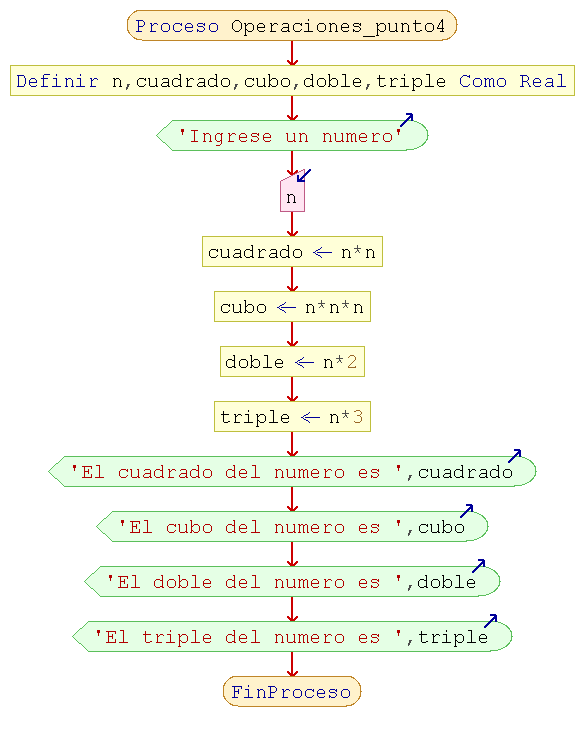 Proceso Operaciones_punto4
Definir n,cuadrado,cubo,doble,triple Como Real
'Ingrese un numero'
n
cuadrado ← n*n
cubo ← n*n*n
doble ← n*2
triple ← n*3
'El cuadrado del numero es ',cuadrado
'El cubo del numero es ',cubo
'El doble del numero es ',doble
'El triple del numero es ',triple
FinProceso